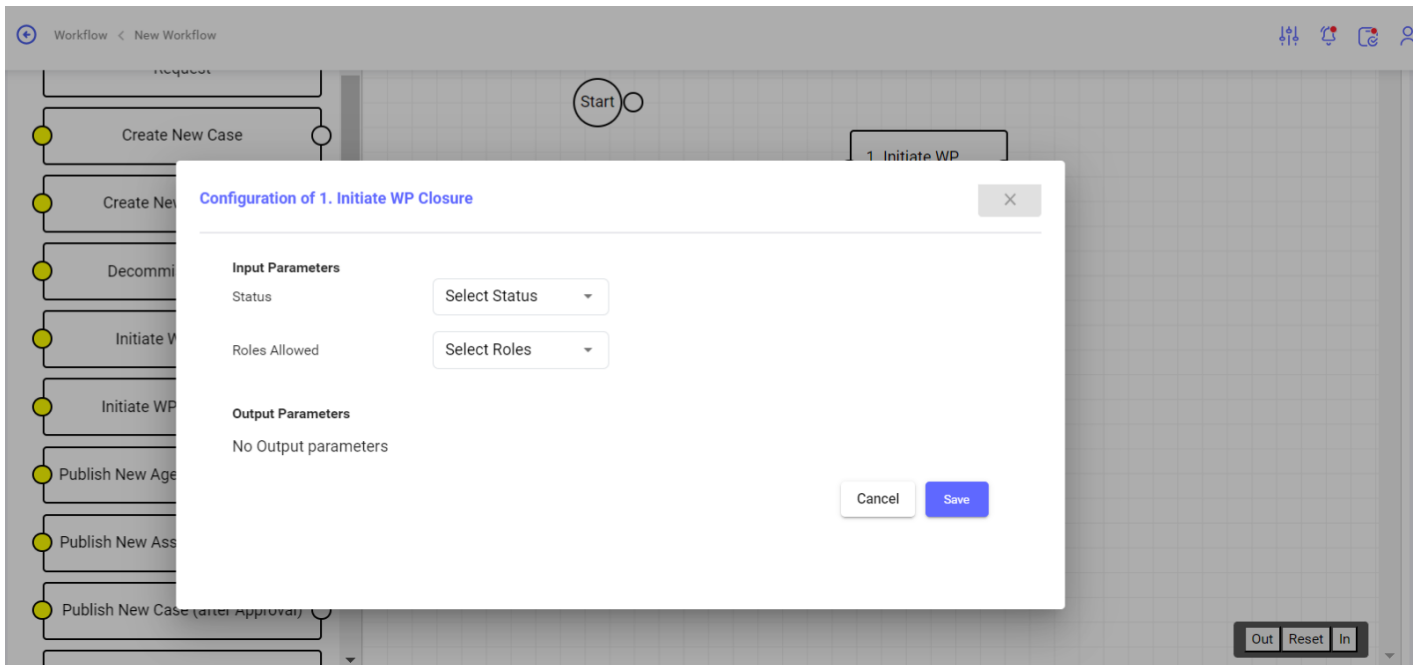 Workflow < New Workflow
Request
Start
Create New Case
1. Initiate WP
Create Nev
Configuration of 1. Initiate WP Closure
Decommi
Input Parameters
Status
Select Status
Initiate W
Roles Allowed
Select Roles
Initiate WP
Output Parameters
No Output parameters
Publish New Age
Cancel
Save
Publish New Ass
Publish New Case (after Approval)
Out
Reset
In